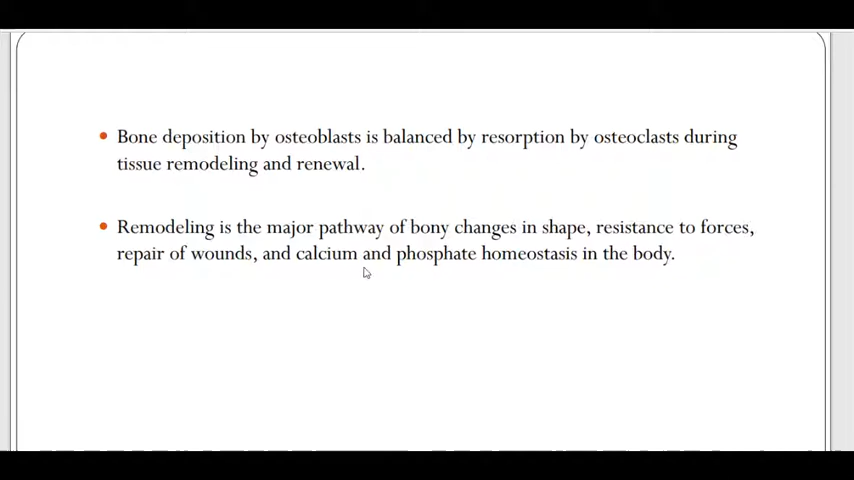 • Bone deposition by osteoblasts is balanced by resorption by osteoclasts during
tissue remodeling and renewal.
• Remodeling is the major pathway of bony changes in shape, resistance to forces,
repair of wounds, and calcium and phosphate homeostasis in the body.